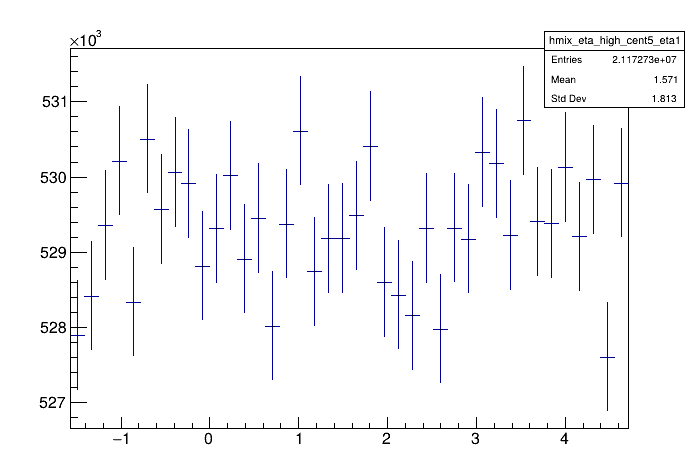 ×10³
hmix_eta_high_cent5_eta1
Entries 2.117273e+07
Mean 1.571
Std Dev 1.813
531
530
529
528
527
−1 0 1 2 3 4